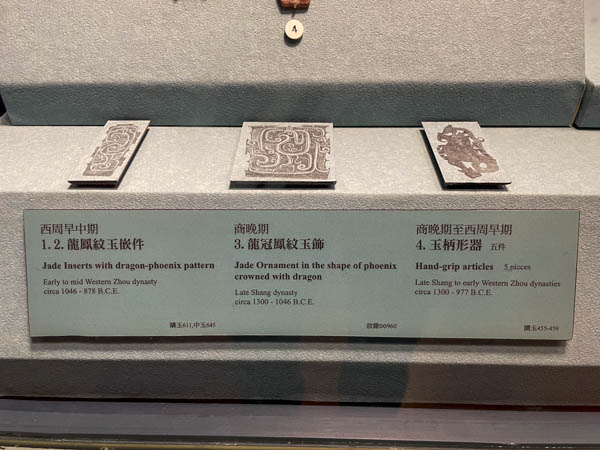 4
西周早中期
1. 2. 龍鳳紋玉嵌件
Jade Inserts with dragon-phoenix pattern
Early to mid Western Zhou dynasty
circa 1046 - 878 B.C.E.
購玉611,中玉645
商晚期
3. 龍冠鳳紋玉飾
Jade Ornament in the shape of phoenix
crowned with dragon
Late Shang dynasty
circa 1300 - 1046 B.C.E.
故雜00960
商晚期至西周早期
4. 玉柄形器 五件
Hand-grip articles 5 pieces
Late Shang to early Western Zhou dynasties
circa 1300 - 977 B.C.E.
購玉455-459